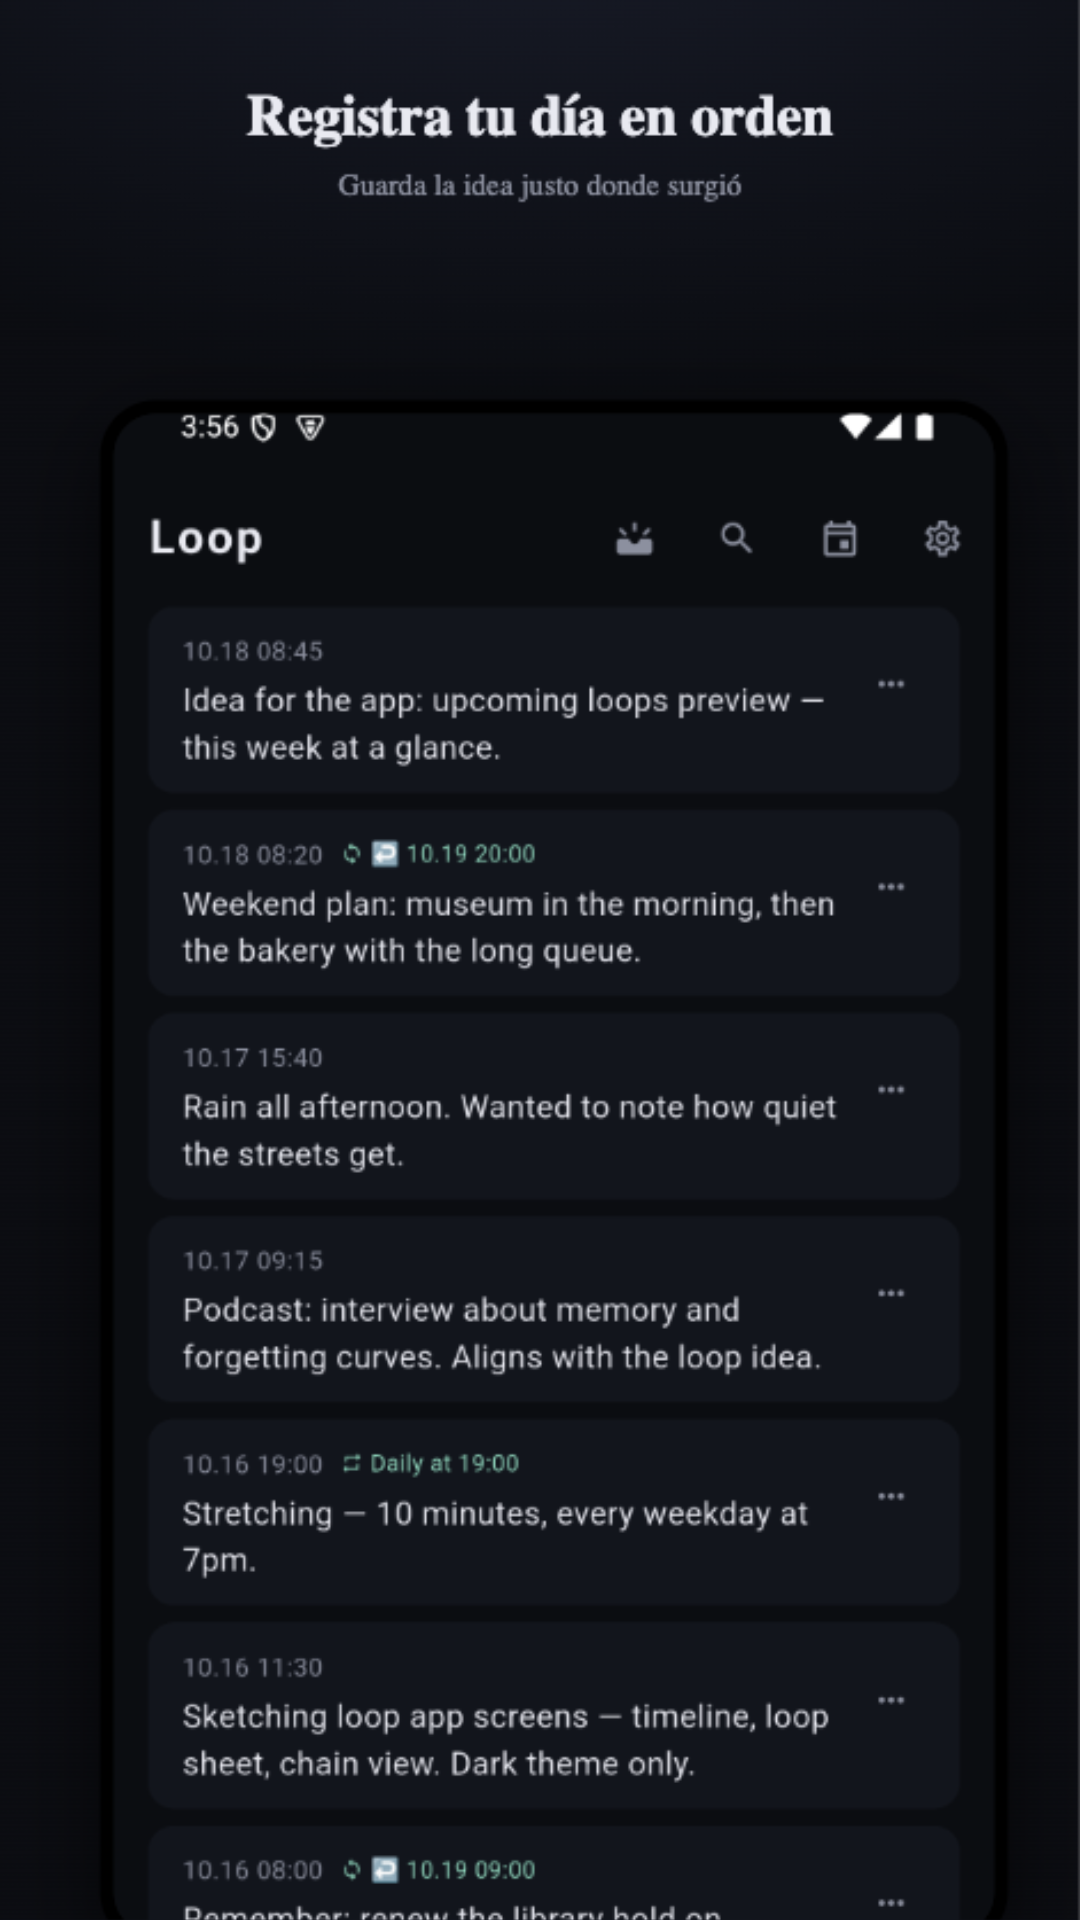 Registra tu día en orden
Guarda la idea justo donde surgió
3:56
Loop
10.18 08:45
Idea for the app: upcoming loops preview —
this week at a glance.
10.18 08:20 ↩ 10.19 20:00
Weekend plan: museum in the morning, then
the bakery with the long queue.
10.17 15:40
Rain all afternoon. Wanted to note how quiet
the streets get.
10.17 09:15
Podcast: interview about memory and
forgetting curves. Aligns with the loop idea.
10.16 19:00 Daily at 19:00
Stretching — 10 minutes, every weekday at
7pm.
10.16 11:30
Sketching loop app screens — timeline, loop
sheet, chain view. Dark theme only.
10.16 08:00 ↩ 10.19 09:00
Remember: renew the library hold on